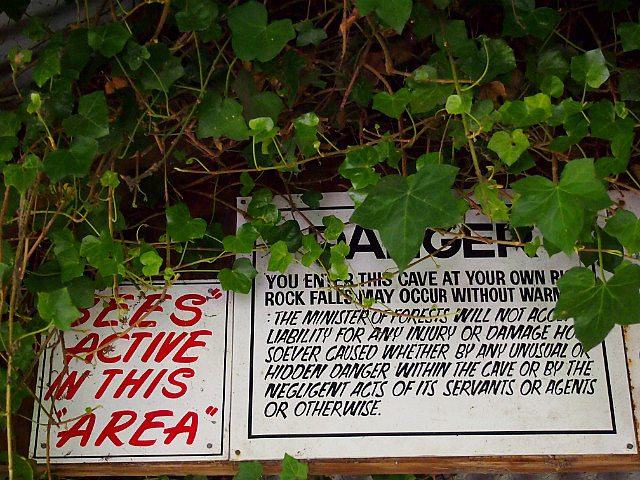 "BEES"
ACTIVE
IN THIS
"AREA"
DANGER
YOU ENTER THIS CAVE AT YOUR OWN
ROCK FALLS MAY OCCUR WITHOUT
: THE MINISTER OF FORESTS WILL NOT
LIABILITY FOR ANY INJURY OR DAMAGE
SOEVER CAUSED WHETHER BY ANY UNUSUAL OR
HIDDEN DANGER WITHIN THE CAVE OR BY THE
NEGLIGENT ACTS OF ITS SERVANTS OR AGENTS
OR OTHERWISE.